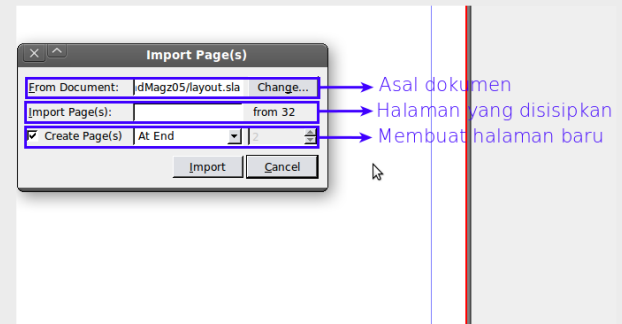 Import Page(s)
From Document: idMagz05/layout.sla Change... Asal dokumen
Import Page(s): from 32 Halaman yang disisipkan
Create Page(s) At End 2 Membuat halaman baru
Import Cancel